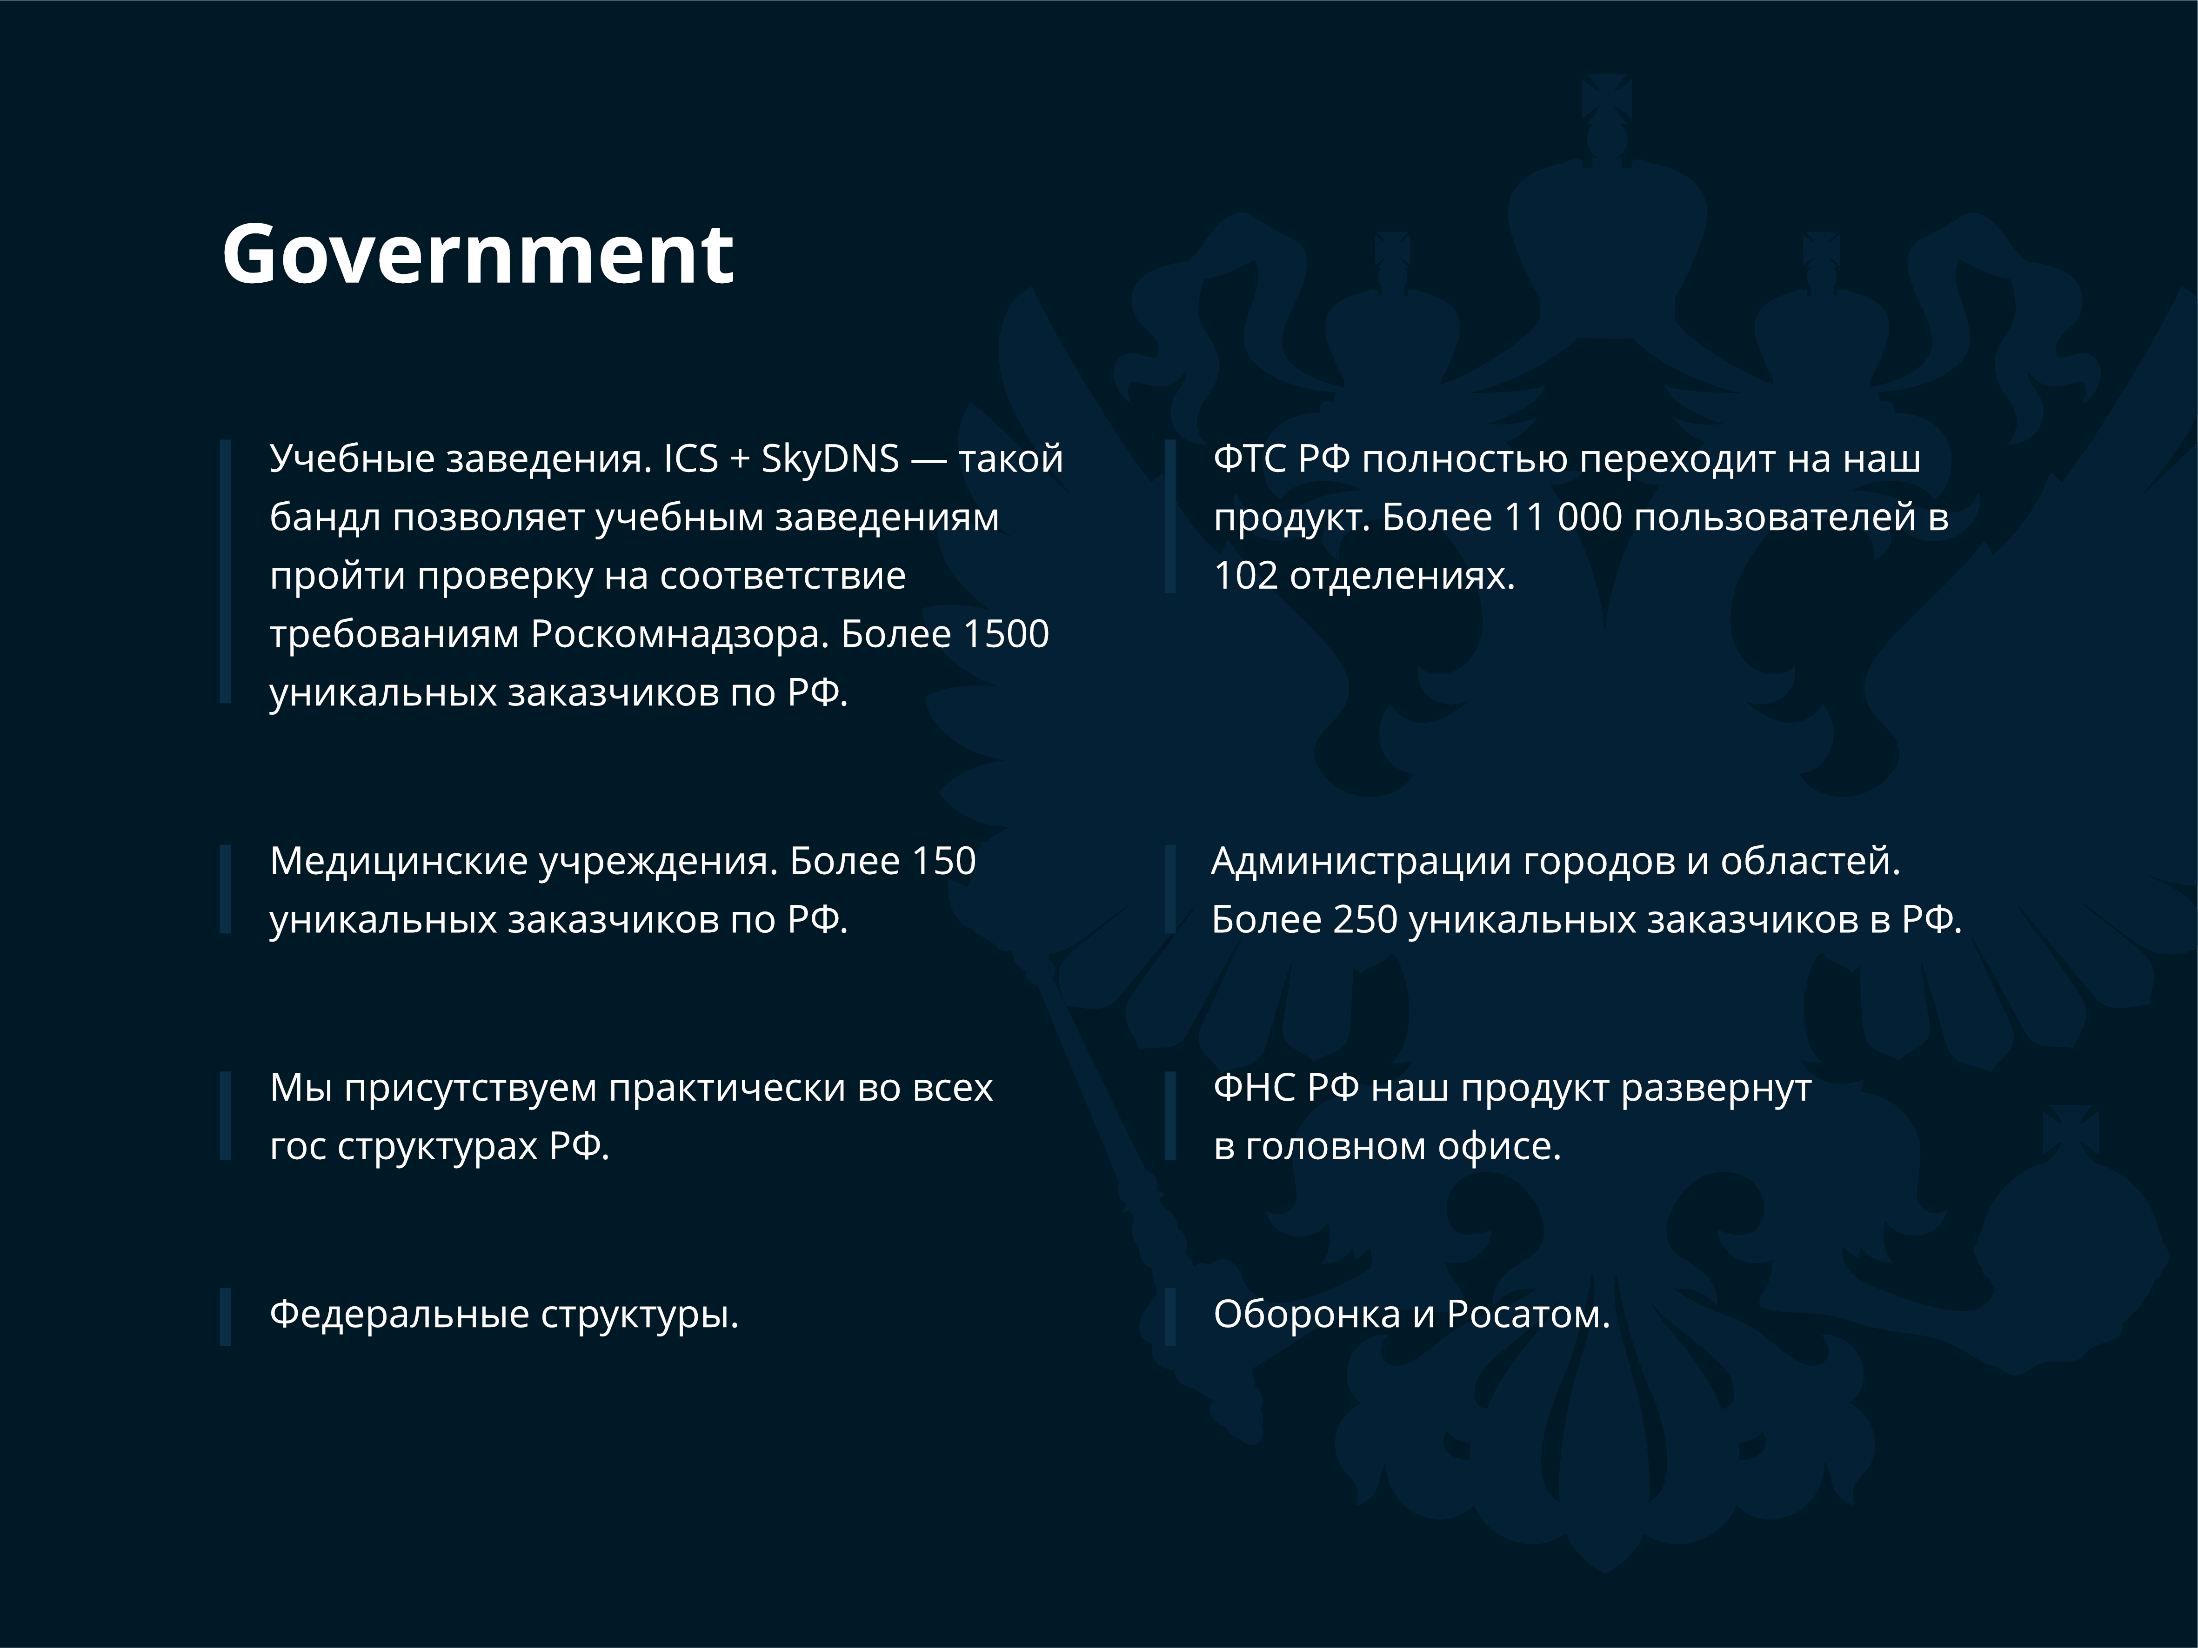 Government
Учебные заведения. ICS + SkyDNS — такой
бандл позволяет учебным заведениям
пройти проверку на соответствие
требованиям Роскомнадзора. Более 1500
уникальных заказчиков по РФ.
ФТС РФ полностью переходит на наш
продукт. Более 11 000 пользователей в
102 отделениях.
Медицинские учреждения. Более 150
уникальных заказчиков по РФ.
Администрации городов и областей.
Более 250 уникальных заказчиков в РФ.
Мы присутствуем практически во всех
гос структурах РФ.
ФНС РФ наш продукт развернут
в головном офисе.
Федеральные структуры.
Оборонка и Росатом.